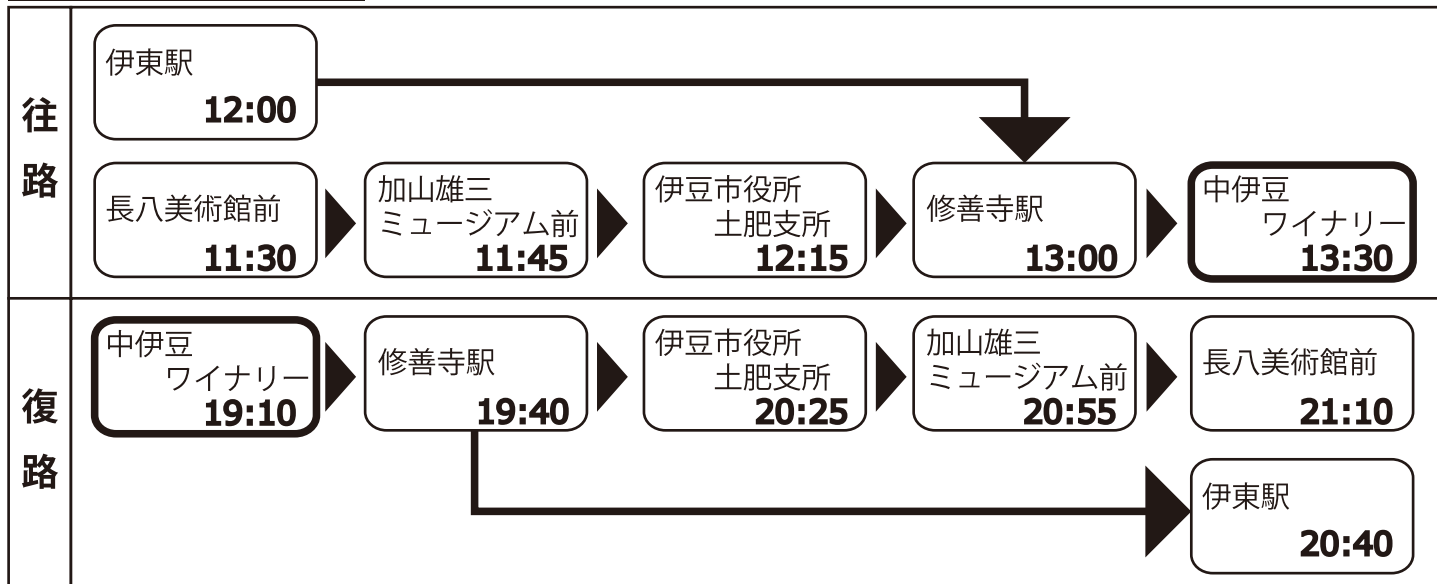 往路
伊東駅
12:00
長八美術館前
11:30
加山雄三
ミュージアム前
11:45
伊豆市役所
土肥支所
12:15
修善寺駅
13:00
中伊豆
ワイナリー
13:30
復路
中伊豆
ワイナリー
19:10
修善寺駅
19:40
伊豆市役所
土肥支所
20:25
加山雄三
ミュージアム前
20:55
長八美術館前
21:10
伊東駅
20:40